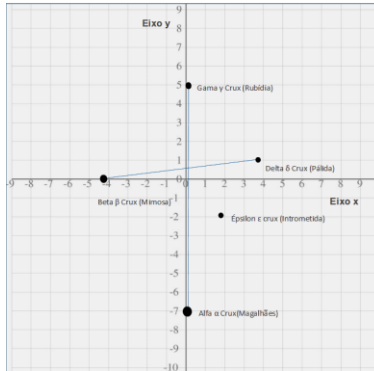 9
Eixo y
8
7
6
5
Gama γ Crux (Rubídia)
4
3
2
1
Delta δ Crux (Pálida)
-9 -8 -7 -6 -5 -4 -3 -2 -1 0 1 2 3 4 5 6 7 8 9
Eixo x
Beta β Crux (Mimosa)
-1
-2
Épsilon ε crux (Intrometida)
-3
-4
-5
-6
-7
Alfa α Crux(Magalhães)
-8
-9
-10